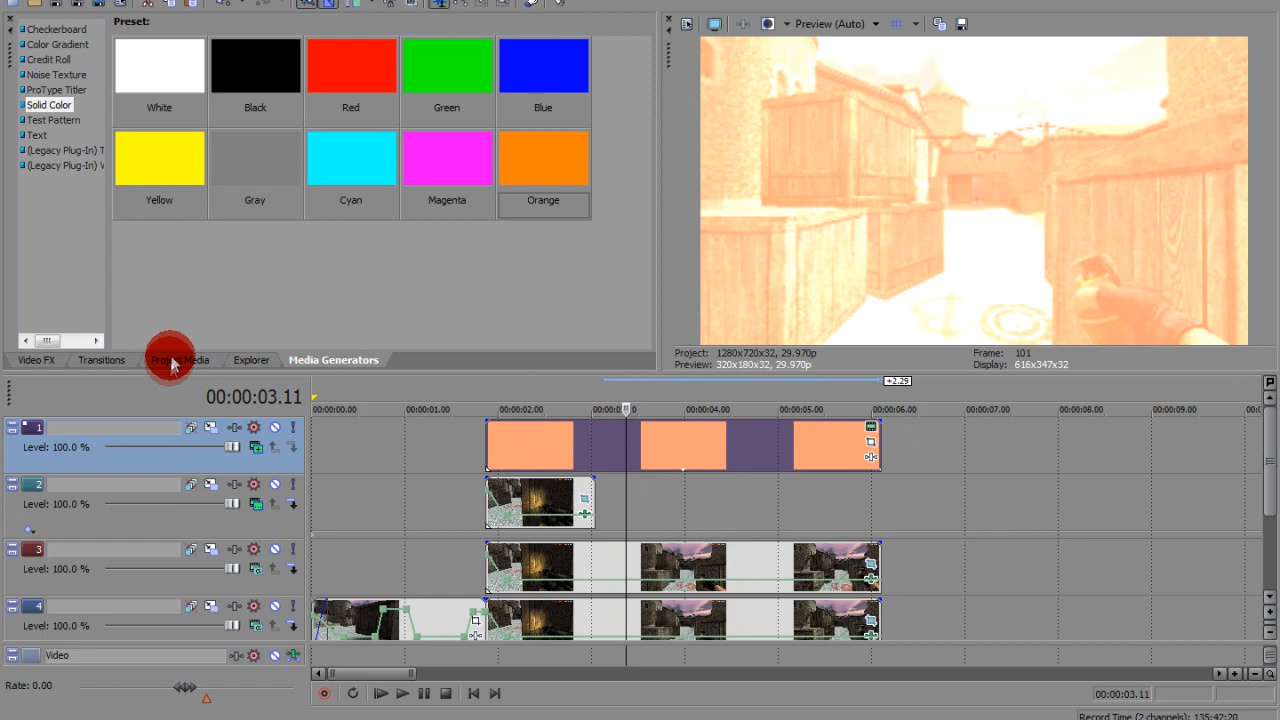 Preset:
Preview (Auto)
Checkerboard
Color Gradient
Credit Roll
Noise Texture
ProType Titler
Solid Color
Test Pattern
Text
(Legacy Plug-In) T
(Legacy Plug-In) V
White
Black
Red
Green
Blue
Yellow
Gray
Cyan
Magenta
Orange
Video FX
Transitions
Project Media
Explorer
Media Generators
Project: 1280x720x32, 29.970p
Preview: 320x180x32, 29.970p
Frame: 101
Display: 616x347x32
+2.29
00:00:03.11
00:00:00.00
00:00:01.00
00:00:02.00
00:00:04.00
00:00:05.00
00:00:06.00
00:00:07.00
00:00:08.00
00:00:09.00
1
Level: 100.0 %
2
Level: 100.0 %
3
Level: 100.0 %
4
Level: 100.0 %
Video
Rate: 0.00
00:00:03.11
Record Time (2 channels): 135:42:20